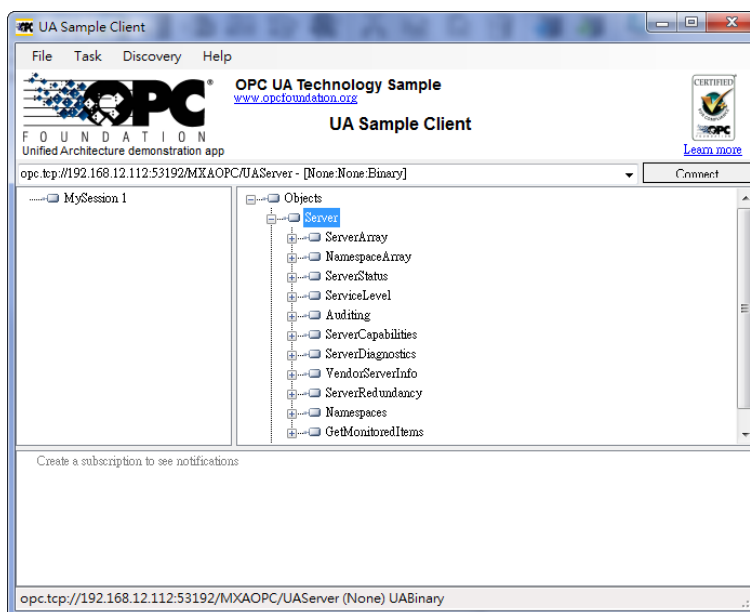 UA Sample Client
File Task Discovery Help
OPC
FOUNDATION
Unified Architecture demonstration app
OPC UA Technology Sample
www.opcfoundation.org
UA Sample Client
CERTIFIED
OPC
Learn more
opc.tcp://192.168.12.112:53192/MXAOPC/UAServer - [None:None:Binary]
Connect
MySession 1
Objects
Server
ServerArray
NamespaceArray
ServerStatus
ServiceLevel
Auditing
ServerCapabilities
ServerDiagnostics
VendorServerInfo
ServerRedundancy
Namespaces
GetMonitoredItems
Create a subscription to see notifications
opc.tcp://192.168.12.112:53192/MXAOPC/UAServer (None) UABinary